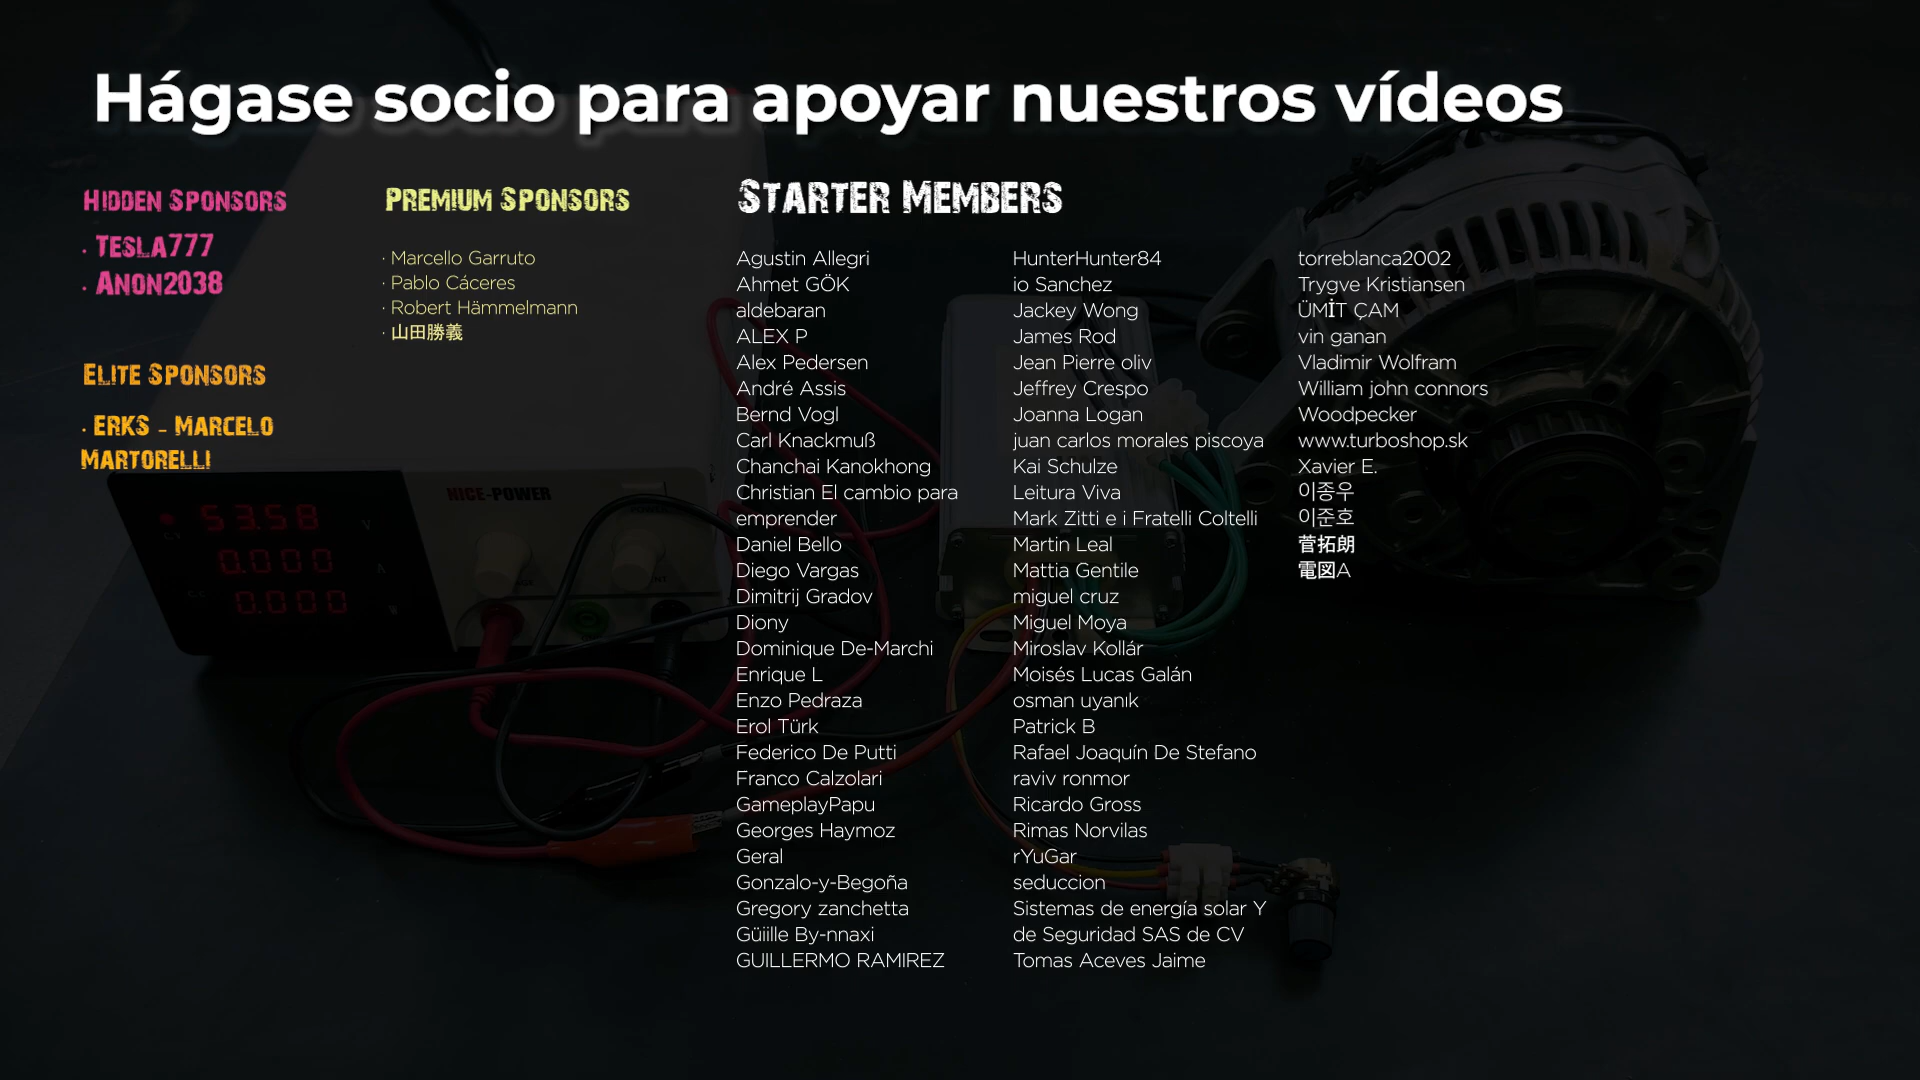 Hágase socio para apoyar nuestros vídeos
Hidden Sponsors
· Tesla777
· Anon2038
Elite Sponsors
· ERKS - Marcelo
Martorelli
Premium Sponsors
· Marcello Garruto
· Pablo Cáceres
· Robert Hämmelmann
· 山田勝義
Starter Members
Agustin Allegri
Ahmet GÖK
aldebaran
ALEX P
Alex Pedersen
André Assis
Bernd Vogl
Carl Knackmuß
Chanchai Kanokhong
Christian El cambio para
emprender
Daniel Bello
Diego Vargas
Dimitrij Gradov
Diony
Dominique De-Marchi
Enrique L
Enzo Pedraza
Erol Türk
Federico De Putti
Franco Calzolari
GameplayPapu
Georges Haymoz
Geral
Gonzalo-y-Begoña
Gregory zanchetta
Güiille By-nnaxi
GUILLERMO RAMIREZ
HunterHunter84
io Sanchez
Jackey Wong
James Rod
Jean Pierre oliv
Jeffrey Crespo
Joanna Logan
juan carlos morales piscoya
Kai Schulze
Leitura Viva
Mark Zitti e i Fratelli Coltelli
Martin Leal
Mattia Gentile
miguel cruz
Miguel Moya
Miroslav Kollár
Moisés Lucas Galán
osman uyanık
Patrick B
Rafael Joaquín De Stefano
raviv ronmor
Ricardo Gross
Rimas Norvilas
rYuGar
seduccion
Sistemas de energía solar Y
de Seguridad SAS de CV
Tomas Aceves Jaime
torreblanca2002
Trygve Kristiansen
ÜMİT ÇAM
vin ganan
Vladimir Wolfram
William john connors
Woodpecker
www.turboshop.sk
Xavier E.
이종우
이준호
菅拓朗
電図A
NICE-POWER
53.58 V
0.000 A
0.000 W